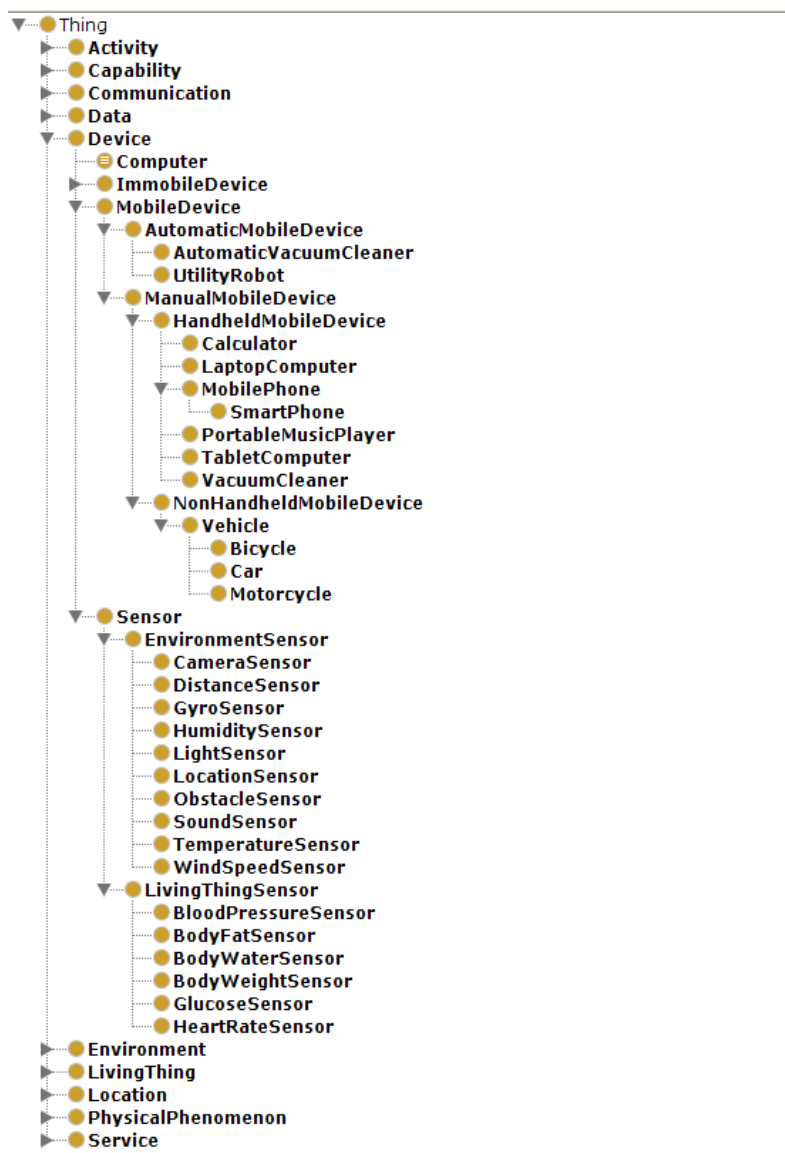 Thing
Activity
Capability
Communication
Data
Device
Computer
ImmobileDevice
MobileDevice
AutomaticMobileDevice
AutomaticVacuumCleaner
UtilityRobot
ManualMobileDevice
HandheldMobileDevice
Calculator
LaptopComputer
MobilePhone
SmartPhone
PortableMusicPlayer
TabletComputer
VacuumCleaner
NonHandheldMobileDevice
Vehicle
Bicycle
Car
Motorcycle
Sensor
EnvironmentSensor
CameraSensor
DistanceSensor
GyroSensor
HumiditySensor
LightSensor
LocationSensor
ObstacleSensor
SoundSensor
TemperatureSensor
WindSpeedSensor
LivingThingSensor
BloodPressureSensor
BodyFatSensor
BodyWaterSensor
BodyWeightSensor
GlucoseSensor
HeartRateSensor
Environment
LivingThing
Location
PhysicalPhenomenon
Service